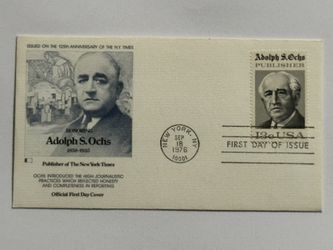 ISSUED ON THE 125TH ANNIVERSARY OF THE N.Y. TIMES
HONORING
Adolph S. Ochs
1858-1935
Publisher of The New York Times
OCHS INTRODUCED THE HIGH JOURNALISTIC
PRACTICES WHICH REFLECTED HONESTY
AND COMPLETENESS IN REPORTING
Official First Day Cover
NEW YORK, NY
SEP
18
1976
10001
Adolph S. Ochs
PUBLISHER
13c USA
FIRST DAY OF ISSUE